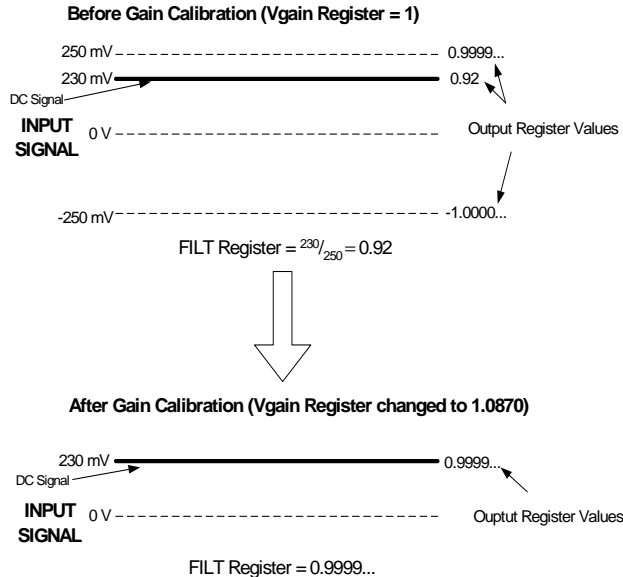 Before Gain Calibration (Vgain Register = 1)
250 mV 0.9999...
230 mV 0.92
DC Signal
INPUT
SIGNAL
0 V
Output Register Values
-250 mV -1.0000...
FILT Register = 230/250 = 0.92
After Gain Calibration (Vgain Register changed to 1.0870)
230 mV 0.9999...
DC Signal
INPUT
SIGNAL
0 V
Ouptut Register Values
FILT Register = 0.9999...